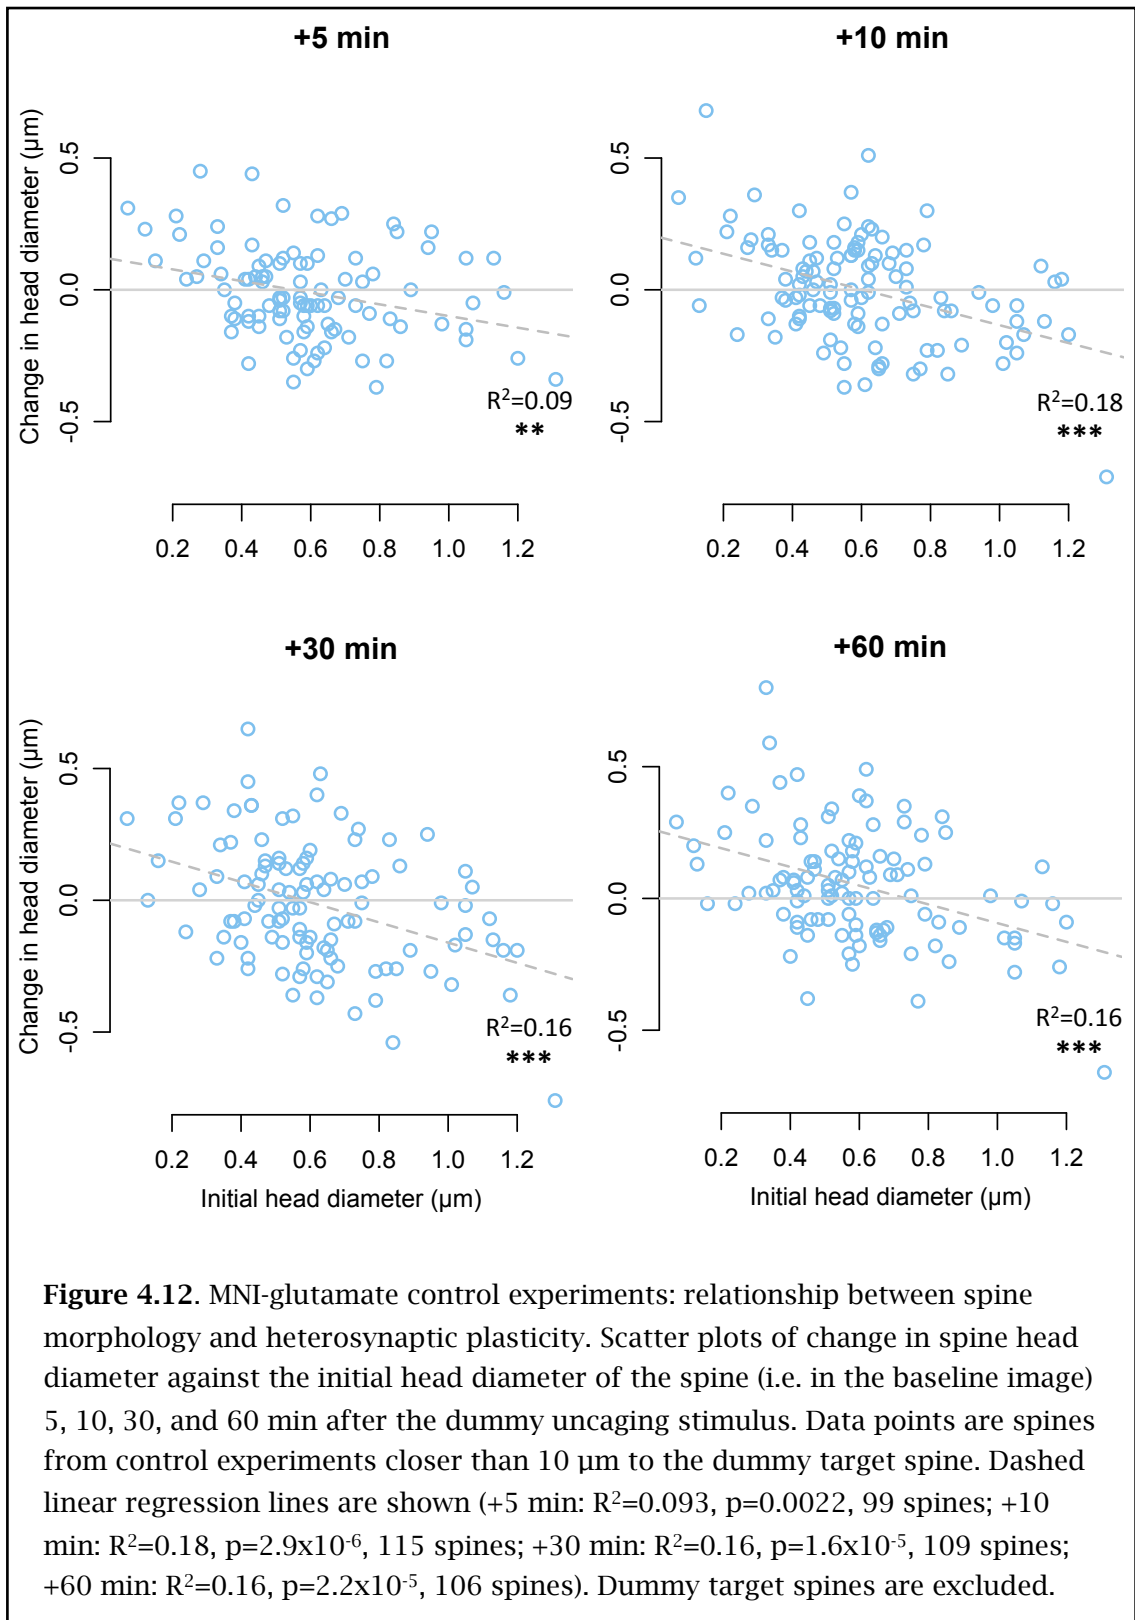 +5 min
+10 min
Change in head diameter (µm)
0.5
0.0
-0.5
R²=0.09
**
0.2 0.4 0.6 0.8 1.0 1.2
0.5
0.0
-0.5
R²=0.18
***
0.2 0.4 0.6 0.8 1.0 1.2
+30 min
+60 min
Change in head diameter (µm)
0.5
0.0
-0.5
R²=0.16
***
0.2 0.4 0.6 0.8 1.0 1.2
Initial head diameter (µm)
0.5
0.0
-0.5
R²=0.16
***
0.2 0.4 0.6 0.8 1.0 1.2
Initial head diameter (µm)
Figure 4.12. MNI-glutamate control experiments: relationship between spine
morphology and heterosynaptic plasticity. Scatter plots of change in spine head
diameter against the initial head diameter of the spine (i.e. in the baseline image)
5, 10, 30, and 60 min after the dummy uncaging stimulus. Data points are spines
from control experiments closer than 10 µm to the dummy target spine. Dashed
linear regression lines are shown (+5 min: R²=0.093, p=0.0022, 99 spines; +10
min: R²=0.18, p=2.9x10⁻⁶, 115 spines; +30 min: R²=0.16, p=1.6x10⁻⁵, 109 spines;
+60 min: R²=0.16, p=2.2x10⁻⁵, 106 spines). Dummy target spines are excluded.